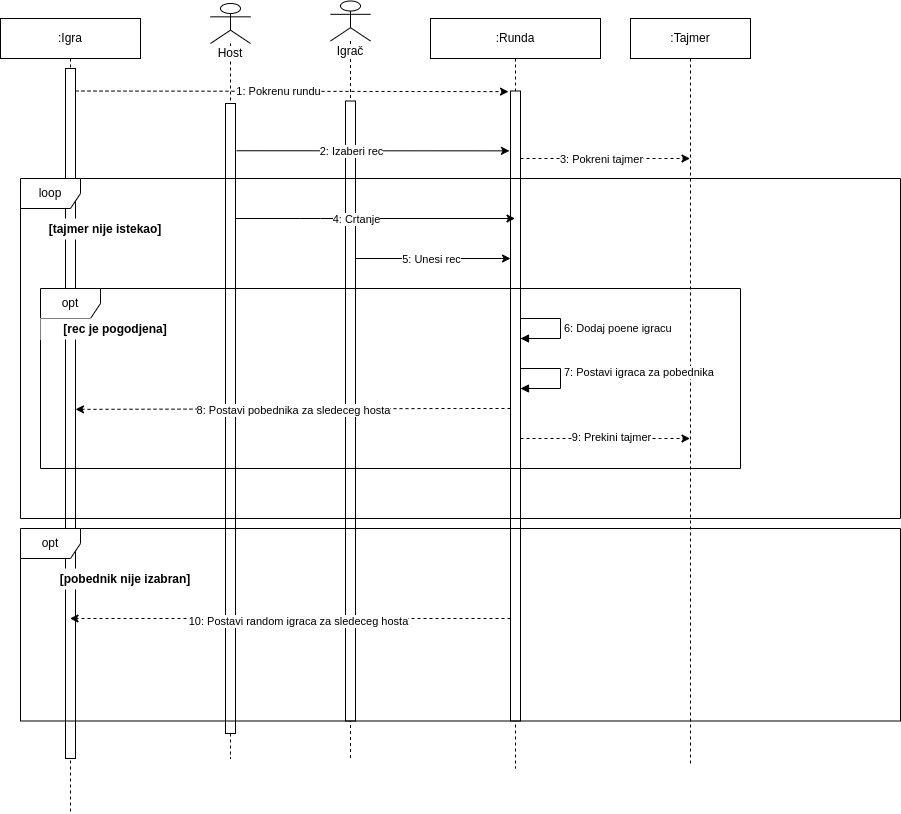 :Igra
Host
Igrač
:Runda
:Tajmer
1: Pokrenu rundu
2: Izaberi rec
3: Pokreni tajmer
loop
[tajmer nije istekao]
4: Crtanje
5: Unesi rec
opt
[rec je pogodjena]
6: Dodaj poene igracu
7: Postavi igraca za pobednika
8: Postavi pobednika za sledeceg hosta
9: Prekini tajmer
opt
[pobednik nije izabran]
10: Postavi random igraca za sledeceg hosta